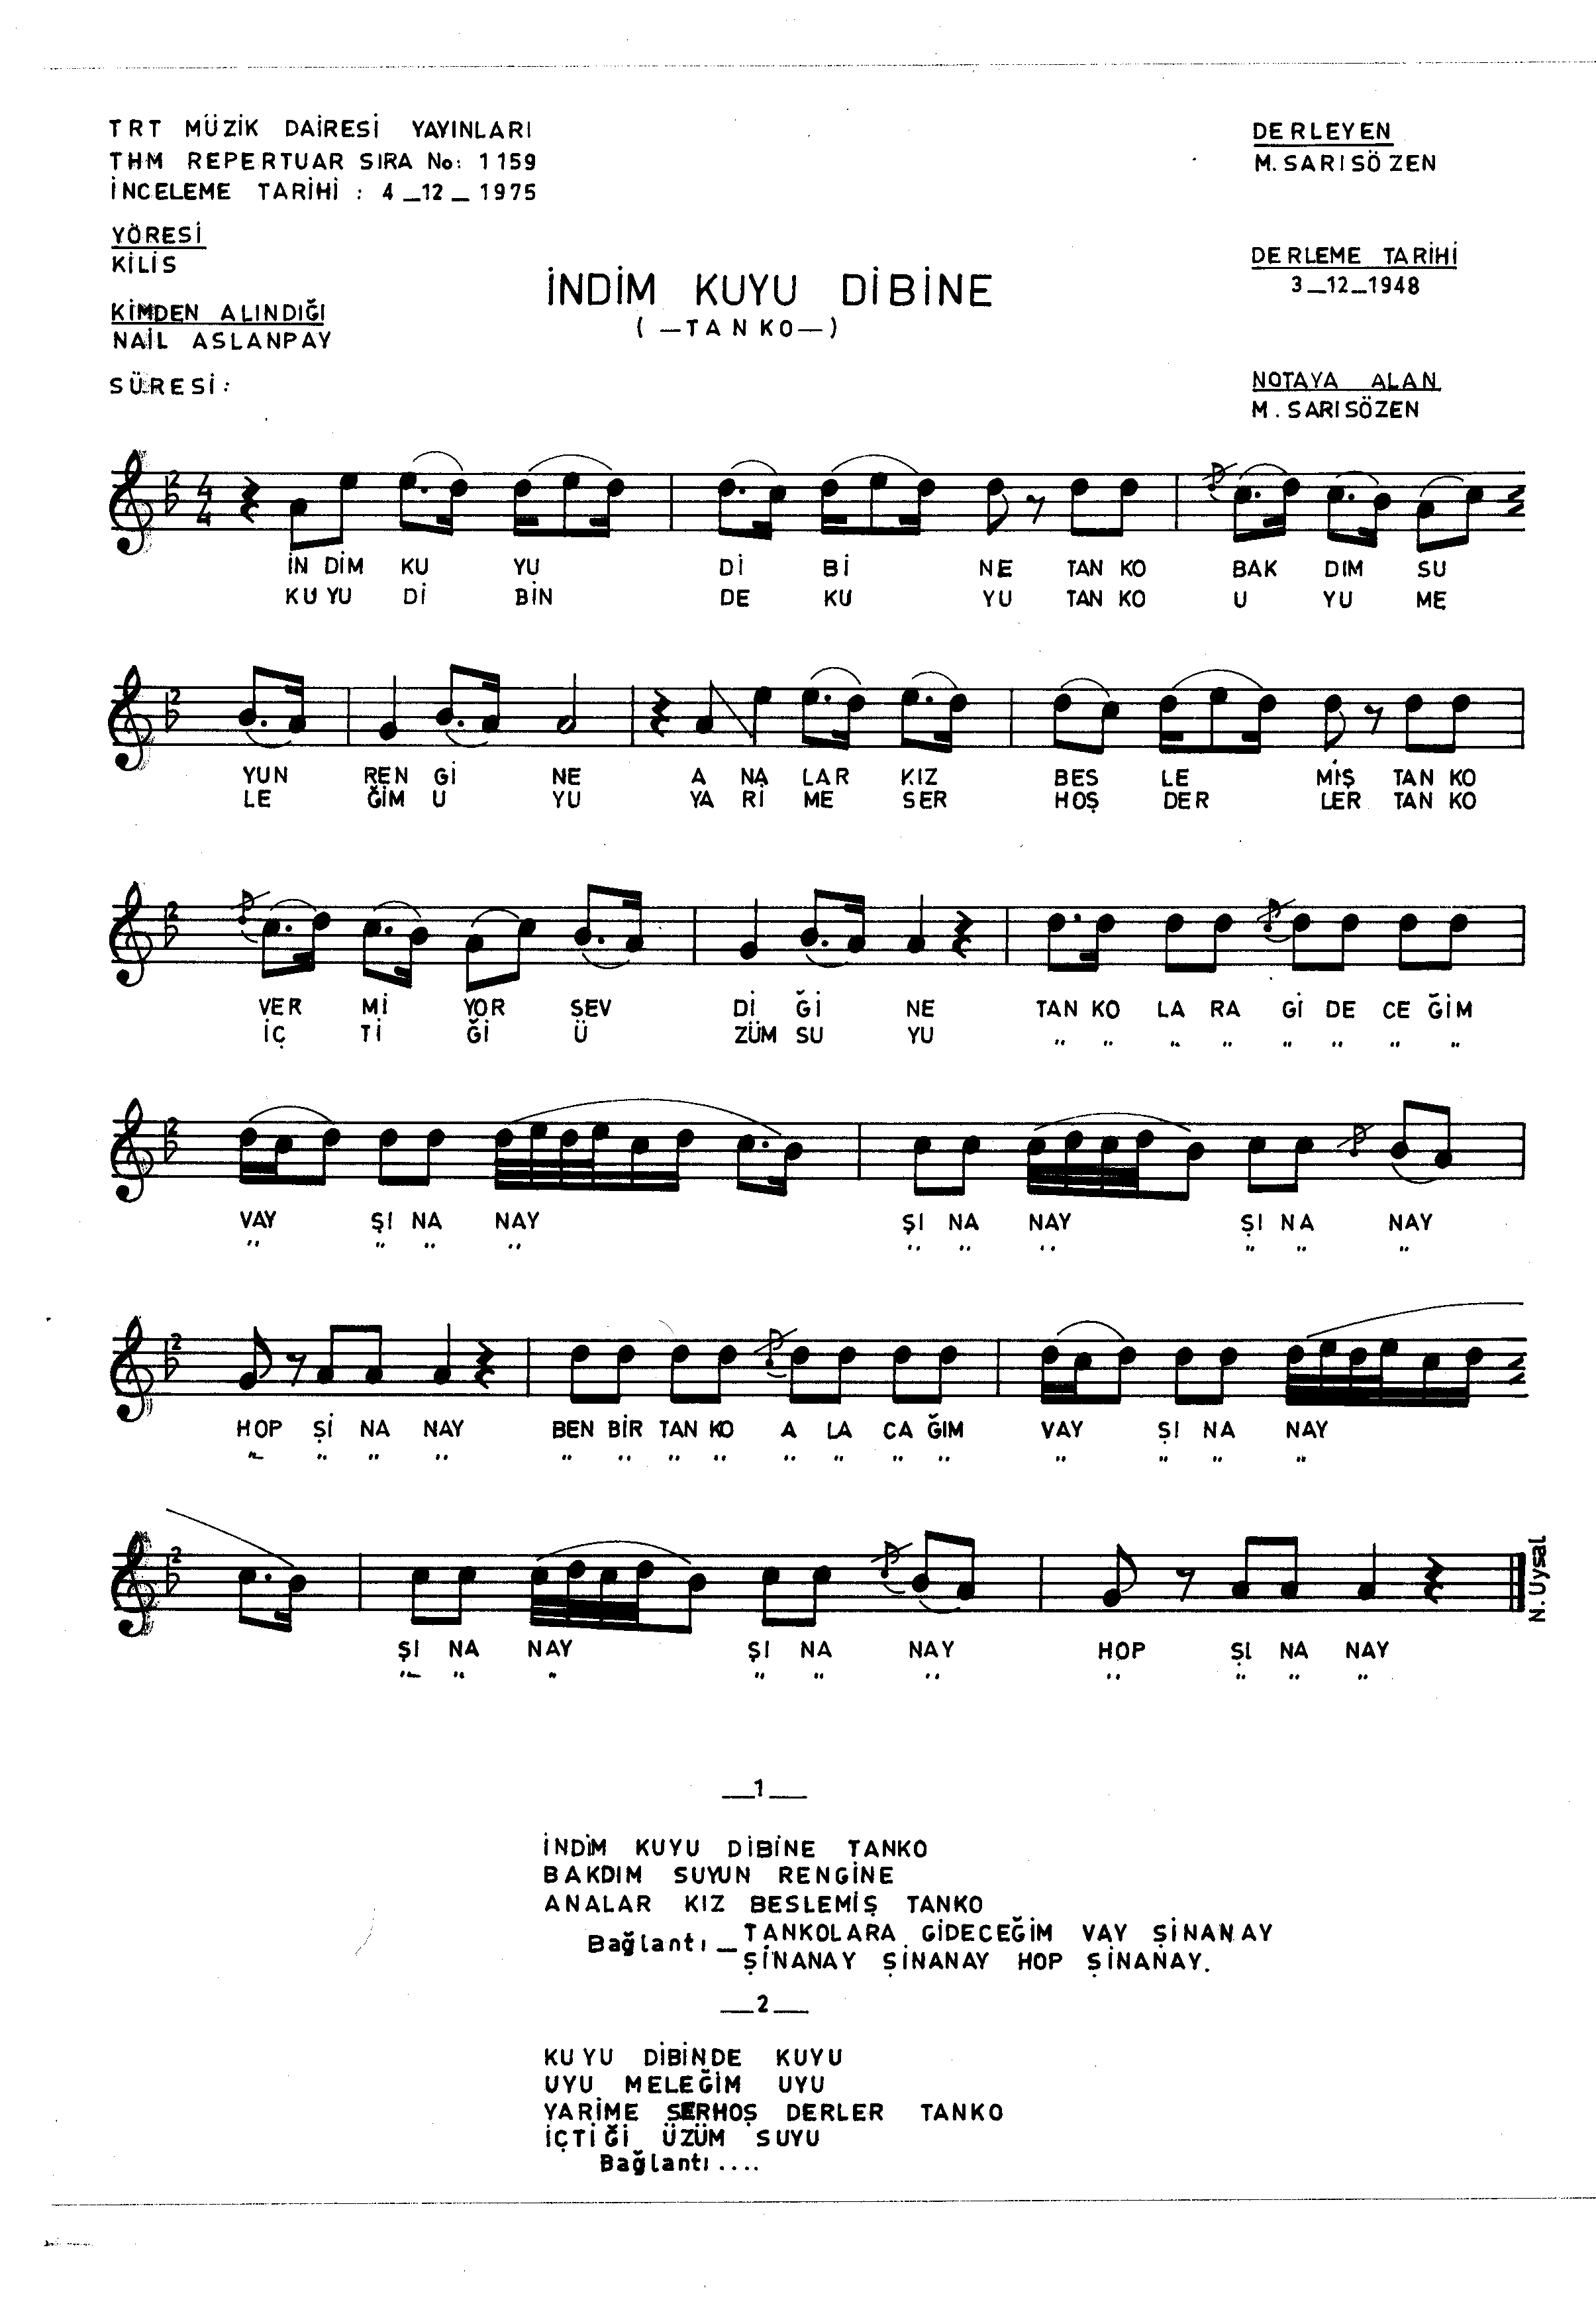 TRT MÜZİK DAİRESİ YAYINLARI
THM REPERTUAR SIRA No: 1159
İNCELEME TARİHİ : 4_12_1975
DERLEYEN
M. SARISÖZEN
YÖRESİ
KİLİS
DERLEME TARİHİ
3_12_1948
KİMDEN ALINDIĞI
NAİL ASLANPAY
İNDİM KUYU DİBİNE
(_TANKO_)
SÜRESİ:
NOTAYA ALAN
M. SARISÖZEN
İN DİM KU YU Dİ Bİ NE TAN KO BAK DIM SU
KU YU Dİ BİN DE KU YU TAN KO U YU ME
YUN REN Gİ NE A NA LAR KIZ BES LE MİŞ TAN KO
LE ĞİM U YU YA Rİ ME SER HOŞ DER LER TAN KO
VER Mİ YOR SEV Dİ Ğİ NE TAN KO LA RA Gİ DE CE ĞİM
İÇ Tİ Ğİ Ü ZÜM SU YU " " " " " " " "
VAY ŞI NA NAY ŞI NA NAY ŞI NA NAY
" " " " " " " " " "
HOP Şİ NA NAY BEN BİR TAN KO A LA CA ĞIM VAY ŞI NA NAY
" " " " " " " " " " " " " " " "
ŞI NA NAY ŞI NA NAY HOP ŞI NA NAY
" " " " " " " " " "
N. Uysal
_1_
İNDİM KUYU DİBİNE TANKO
BAKDIM SUYUN RENGİNE
ANALAR KIZ BESLEMİŞ TANKO
Bağlantı _ TANKOLARA GİDECEĞİM VAY ŞİNANAY
ŞİNANAY ŞİNANAY HOP ŞİNANAY.
_2_
KUYU DİBİNDE KUYU
UYU MELEĞİM UYU
YARİME SERHOŞ DERLER TANKO
İÇTİĞİ ÜZÜM SUYU
Bağlantı....